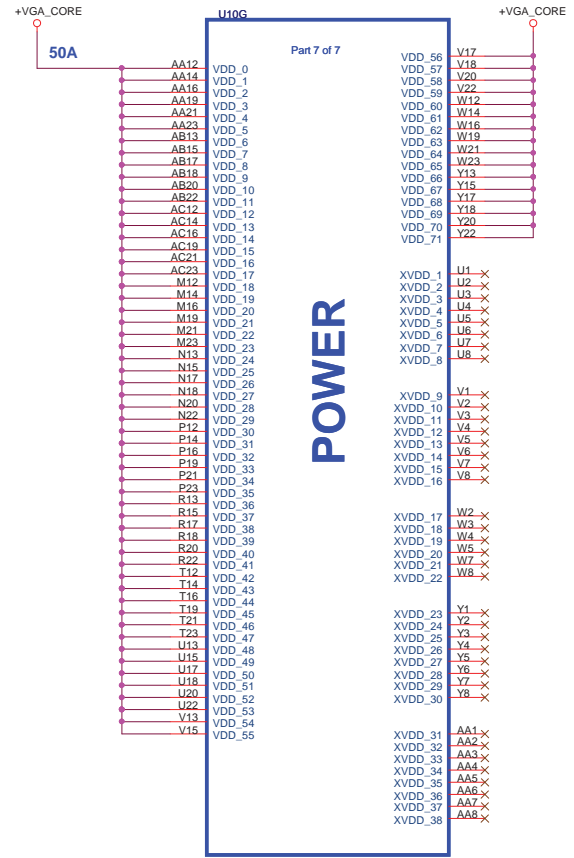 +VGA_CORE
U10G
+VGA_CORE
50A
Part 7 of 7
AA12 VDD_0
AA14 VDD_1
AA16 VDD_2
AA19 VDD_3
AA21 VDD_4
AA23 VDD_5
AB13 VDD_6
AB15 VDD_7
AB17 VDD_8
AB18 VDD_9
AB20 VDD_10
AB22 VDD_11
AC12 VDD_12
AC14 VDD_13
AC16 VDD_14
AC19 VDD_15
AC21 VDD_16
AC23 VDD_17
M12 VDD_18
M14 VDD_19
M16 VDD_20
M19 VDD_21
M21 VDD_22
M23 VDD_23
N13 VDD_24
N15 VDD_25
N17 VDD_26
N18 VDD_27
N20 VDD_28
N22 VDD_29
P12 VDD_30
P14 VDD_31
P16 VDD_32
P19 VDD_33
P21 VDD_34
P23 VDD_35
R13 VDD_36
R15 VDD_37
R17 VDD_38
R18 VDD_39
R20 VDD_40
R22 VDD_41
T12 VDD_42
T14 VDD_43
T16 VDD_44
T19 VDD_45
T21 VDD_46
T23 VDD_47
U13 VDD_48
U15 VDD_49
U17 VDD_50
U18 VDD_51
U20 VDD_52
U22 VDD_53
V13 VDD_54
V15 VDD_55
POWER
VDD_56 V17
VDD_57 V18
VDD_58 V20
VDD_59 V22
VDD_60 W12
VDD_61 W14
VDD_62 W16
VDD_63 W19
VDD_64 W21
VDD_65 W23
VDD_66 Y13
VDD_67 Y15
VDD_68 Y17
VDD_69 Y18
VDD_70 Y20
VDD_71 Y22
XVDD_1 U1
XVDD_2 U2
XVDD_3 U3
XVDD_4 U4
XVDD_5 U5
XVDD_6 U6
XVDD_7 U7
XVDD_8 U8
XVDD_9 V1
XVDD_10 V2
XVDD_11 V3
XVDD_12 V4
XVDD_13 V5
XVDD_14 V6
XVDD_15 V7
XVDD_16 V8
XVDD_17 W2
XVDD_18 W3
XVDD_19 W4
XVDD_20 W5
XVDD_21 W7
XVDD_22 W8
XVDD_23 Y1
XVDD_24 Y2
XVDD_25 Y3
XVDD_26 Y4
XVDD_27 Y5
XVDD_28 Y6
XVDD_29 Y7
XVDD_30 Y8
XVDD_31 AA1
XVDD_32 AA2
XVDD_33 AA3
XVDD_34 AA4
XVDD_35 AA5
XVDD_36 AA6
XVDD_37 AA7
XVDD_38 AA8